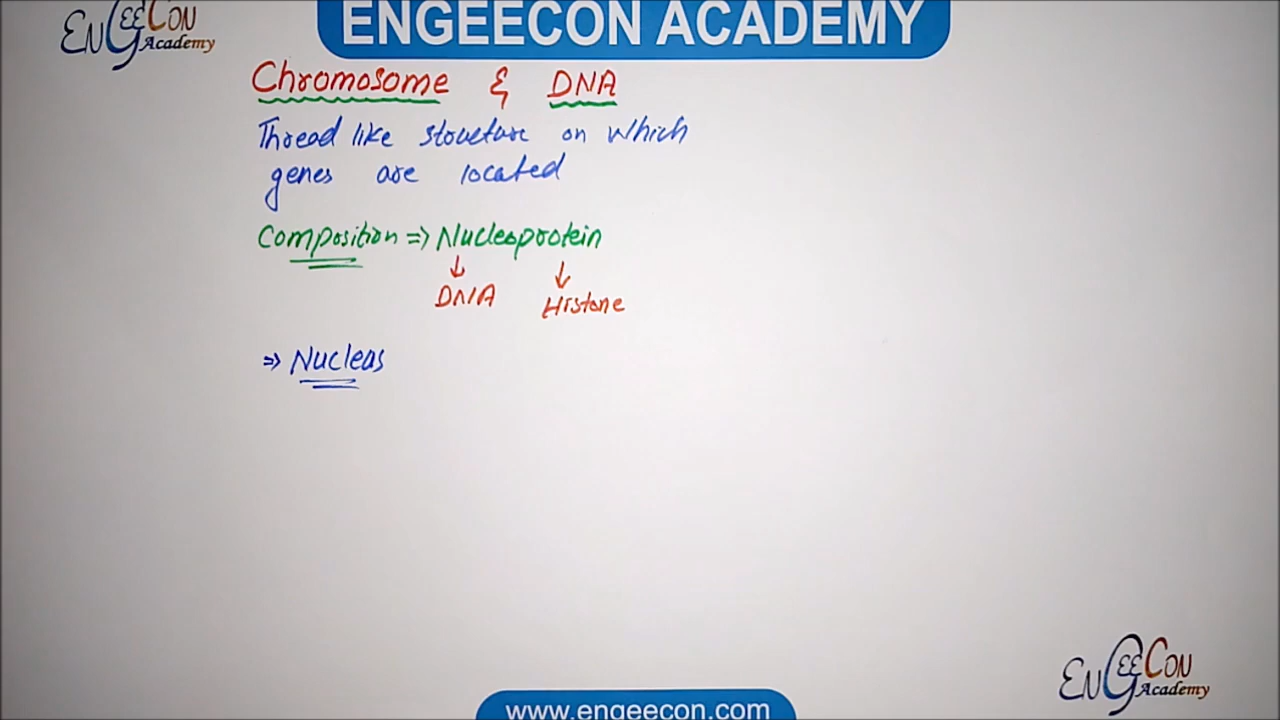 ENGEECON Academy
ENGEECON ACADEMY
Chromosome & DNA
Thread like structure on which
genes are located
Composition ⇒ Nucleoprotein
↓ ↓
DNA Histone
⇒ Nucleas
ENGEECON Academy
www.engeecon.com